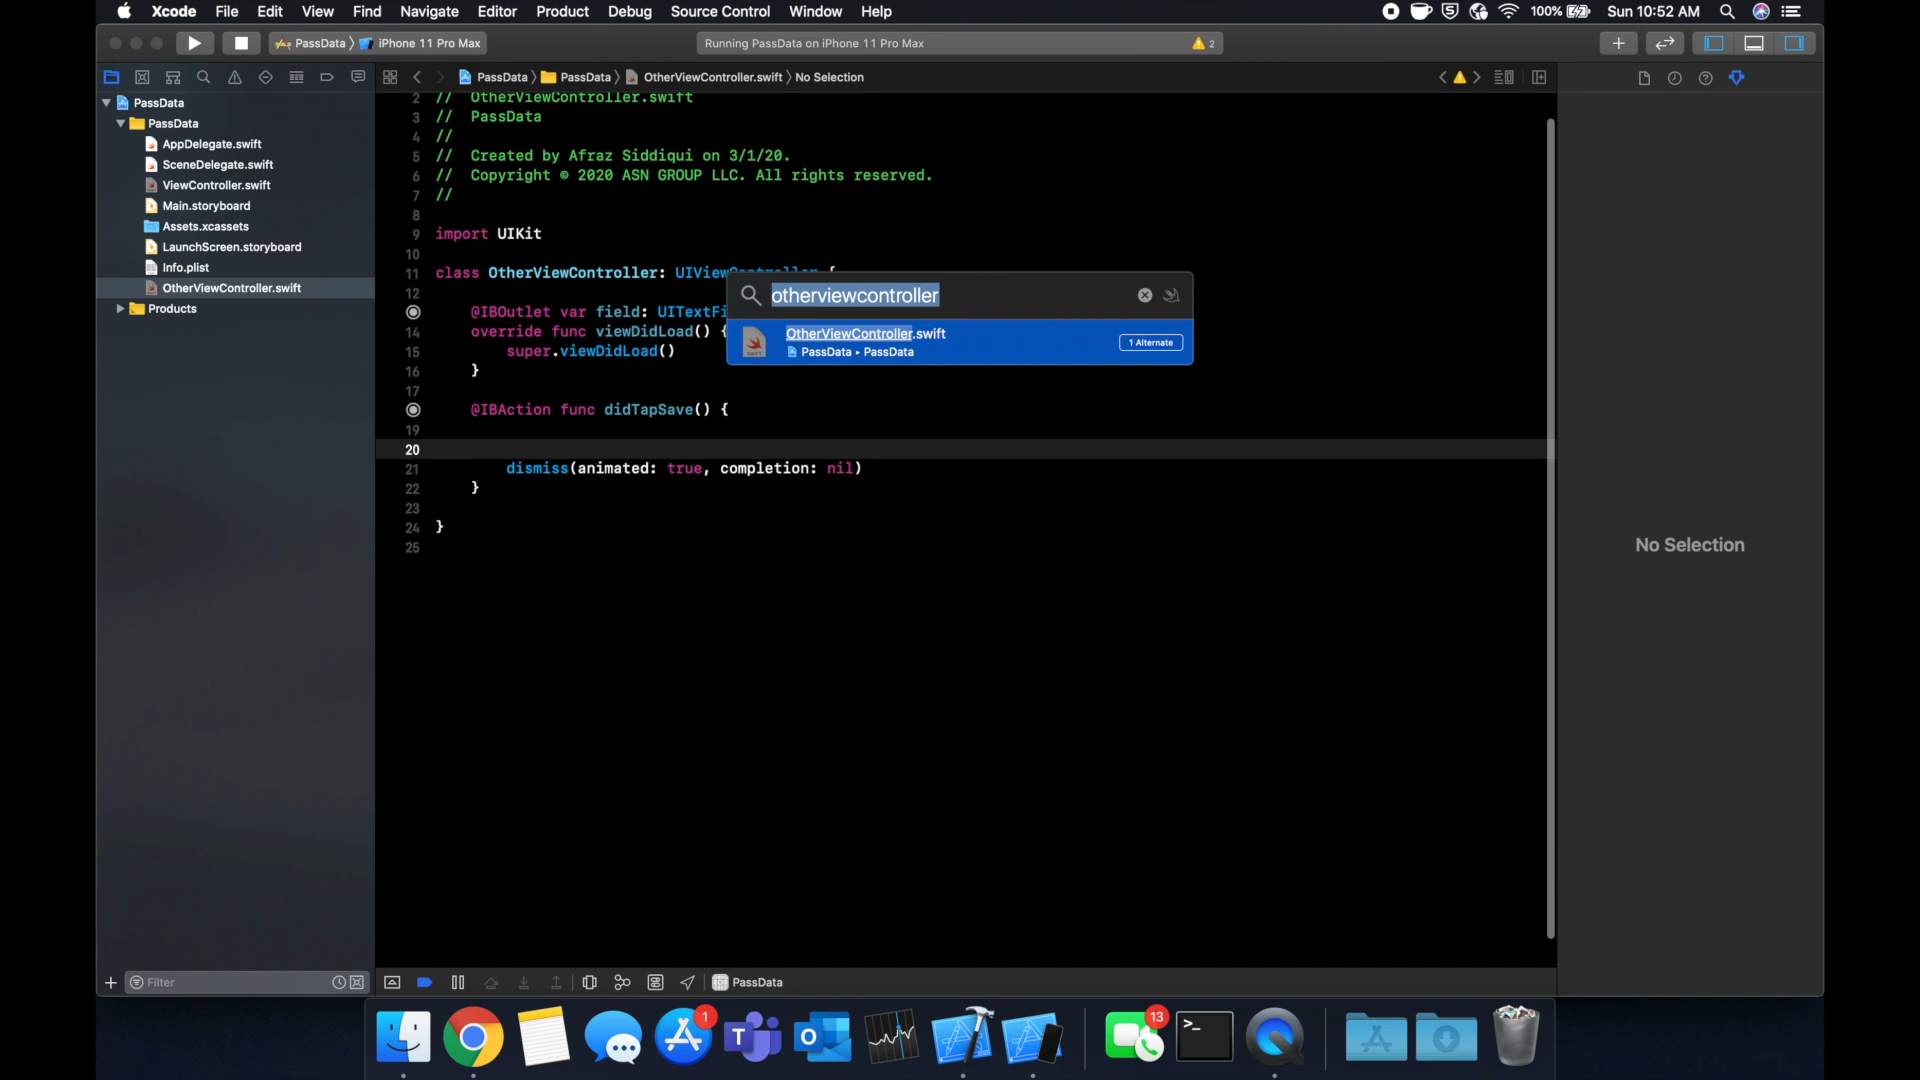 Xcode File Edit View Find Navigate Editor Product Debug Source Control Window Help 100% Sun 10:52 AM
PassData 〉 iPhone 11 Pro Max
Running PassData on iPhone 11 Pro Max
2
PassData 〉 PassData 〉 OtherViewController.swift 〉 No Selection
PassData
PassData
AppDelegate.swift
SceneDelegate.swift
ViewController.swift
Main.storyboard
Assets.xcassets
LaunchScreen.storyboard
Info.plist
OtherViewController.swift
Products
2 // OtherViewController.swift
3 // PassData
4 //
5 // Created by Afraz Siddiqui on 3/1/20.
6 // Copyright © 2020 ASN GROUP LLC. All rights reserved.
7 //
8
9 import UIKit
10
11 class OtherViewController: UIViewController {
12
@IBOutlet var field: UITextFi
14 override func viewDidLoad() {
15 super.viewDidLoad()
16 }
17
@IBAction func didTapSave() {
19
20
21 dismiss(animated: true, completion: nil)
22 }
23
24 }
25
otherviewcontroller
OtherViewController.swift
PassData ▸ PassData
1 Alternate
No Selection
Filter
PassData
1
T
13
>_